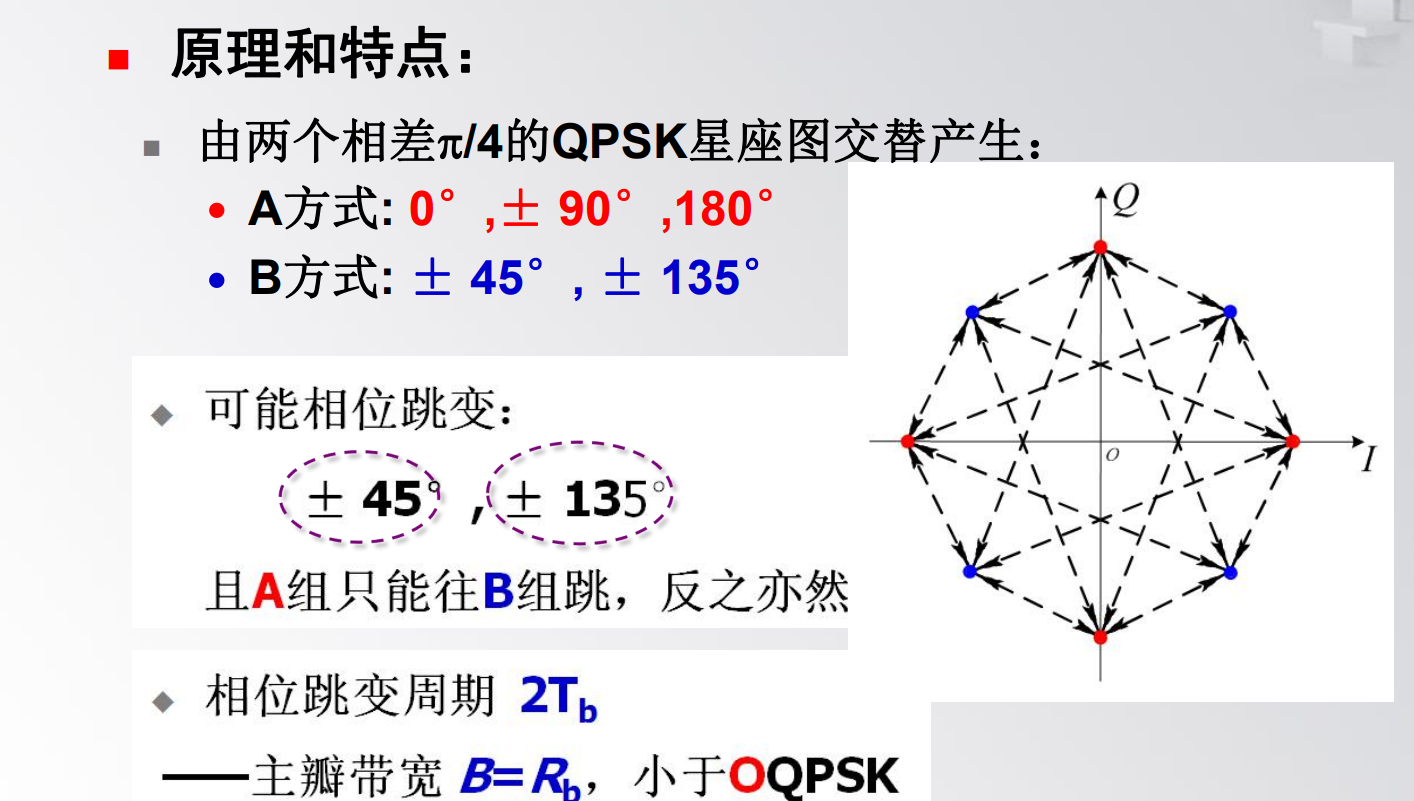 原理和特点：
由两个相差π/4的QPSK星座图交替产生：
A方式: 0°,± 90°,180°
B方式: ± 45°, ± 135°
可能相位跳变：
± 45°, ± 135°
且A组只能往B组跳，反之亦然
相位跳变周期 2Tb
——主瓣带宽 B=Rb，小于OQPSK
Q
O
I